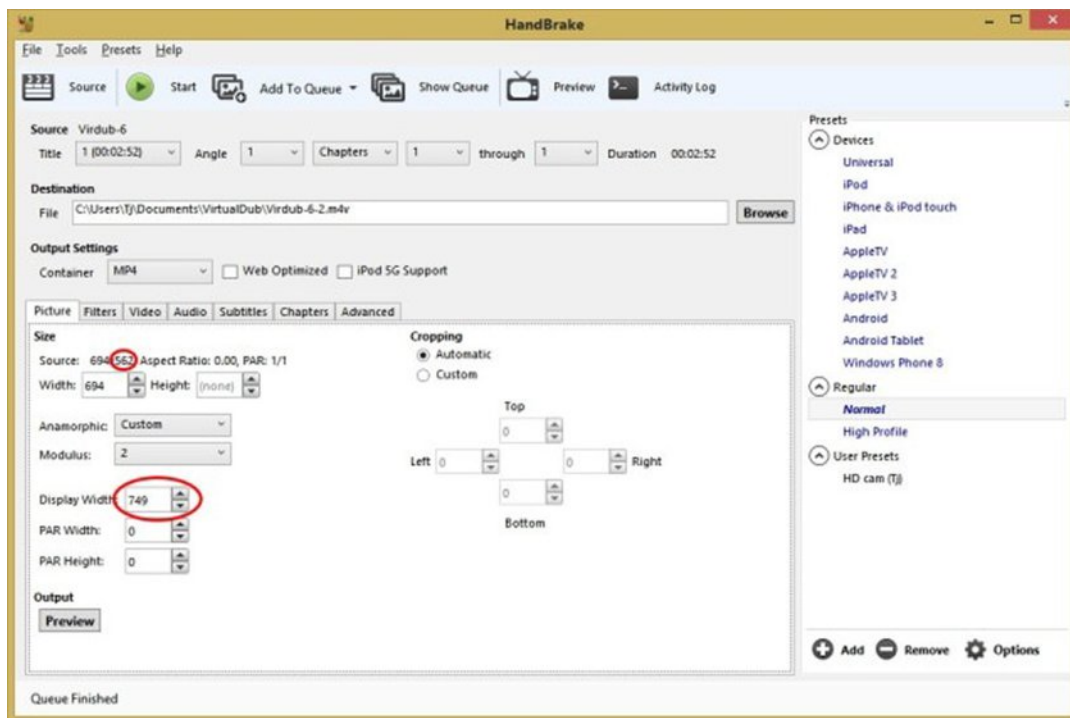 HandBrake
File Tools Presets Help
Source Start Add To Queue Show Queue Preview Activity Log
Source Virdub-6
Title 1 (00:02:52) Angle 1 Chapters 1 through 1 Duration 00:02:52
Destination
File C:\Users\Tj\Documents\VirtualDub\Virdub-6-2.m4v Browse
Output Settings
Container MP4 Web Optimized iPod 5G Support
Picture Filters Video Audio Subtitles Chapters Advanced
Size
Source: 694 562, Aspect Ratio: 0.00, PAR: 1/1
Width: 694 Height: (none)
Anamorphic: Custom
Modulus: 2
Display Width: 749
PAR Width: 0
PAR Height: 0
Output
Preview
Cropping
Automatic
Custom
Top
0
Left 0 0 Right
0
Bottom
Presets
Devices
Universal
iPod
iPhone & iPod touch
iPad
AppleTV
AppleTV 2
AppleTV 3
Android
Android Tablet
Windows Phone 8
Regular
Normal
High Profile
User Presets
HD cam (Tj)
Add Remove Options
Queue Finished